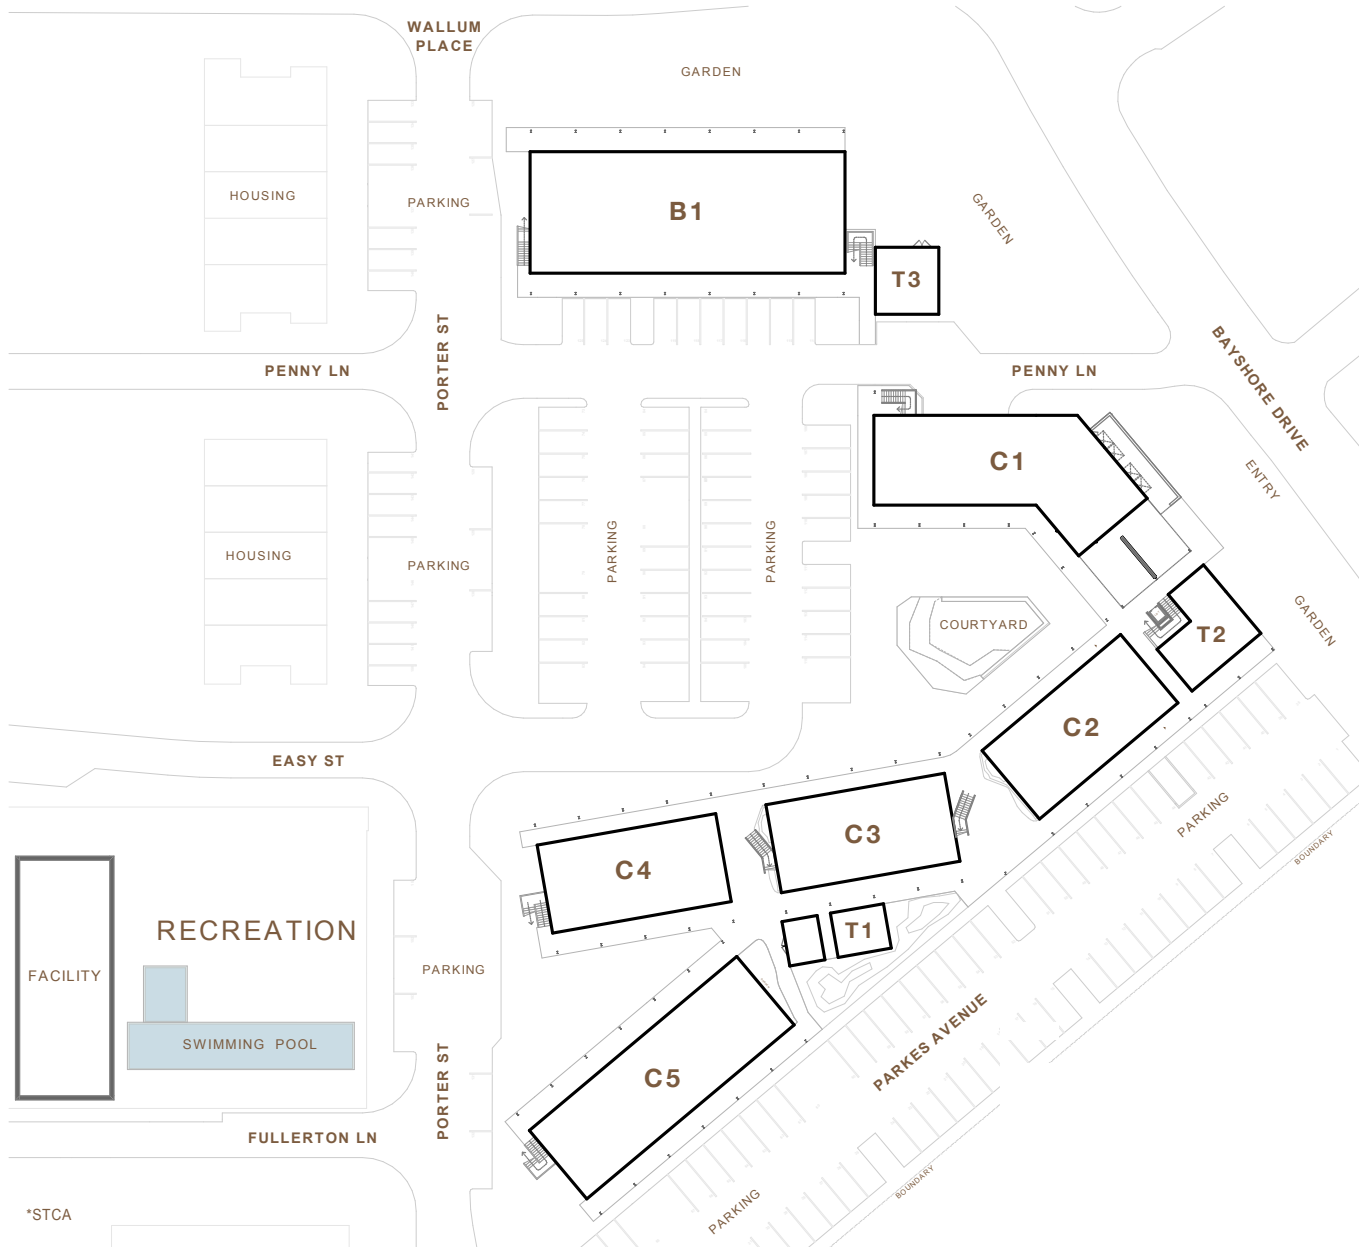 WALLUM
PLACE
GARDEN
HOUSING
PARKING
B1
GARDEN
T3
PORTER ST
PENNY LN
PENNY LN
BAYSHORE DRIVE
C1
ENTRY
HOUSING
PARKING
PARKING
PARKING
COURTYARD
GARDEN
T2
C2
EASY ST
PARKING
BOUNDARY
C3
C4
RECREATION
T1
FACILITY
PARKING
SWIMMING POOL
PARKES AVENUE
C5
PORTER ST
FULLERTON LN
BOUNDARY
PARKING
*STCA